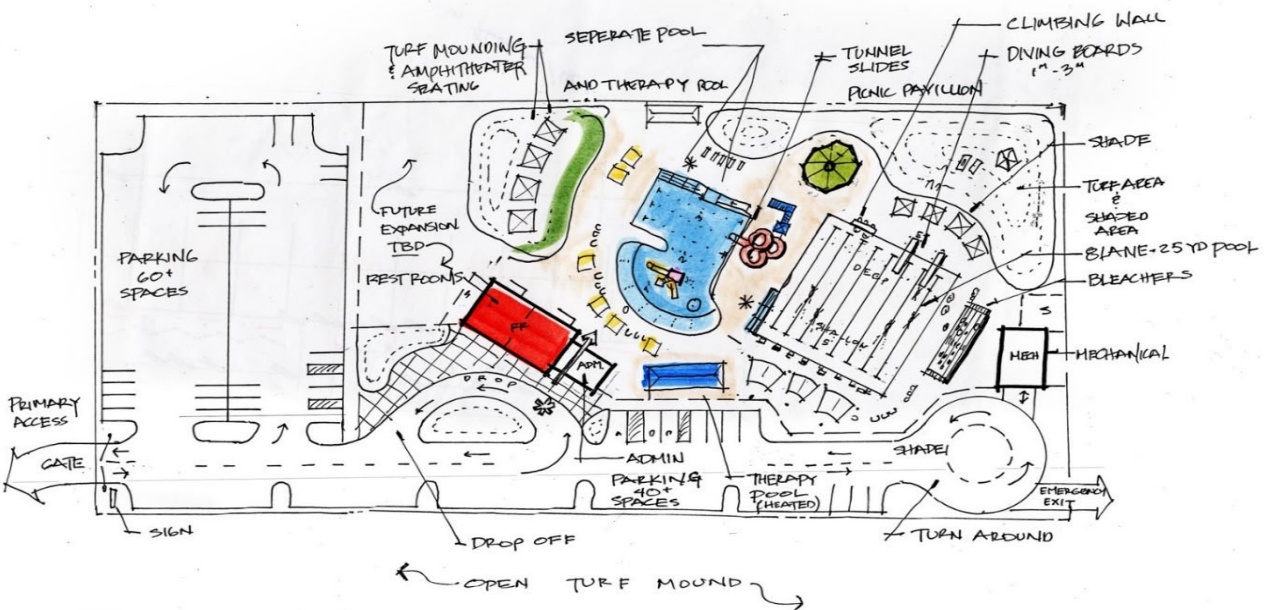 CLIMBING WALL
SEPERATE POOL
TURF MOUNDING
& AMPHITHEATER
SEATING
TUNNEL
SLIDES
DIVING BOARDS
1M - 3M
AND THERAPY POOL
PICNIC PAVILLION
SHADE
TURF AREA
&
SHADED
AREA
FUTURE
EXPANSION
TBD
8 LANE - 25 YD POOL
PARKING
60+
SPACES
RESTROOMS
BLEACHERS
DEEP
SHALLOW
RR
ADM
MECH
MECHANICAL
DROP
PRIMARY
ACCESS
GATE
SHADE
ADMIN
PARKING
40+
SPACES
THERAPY
POOL
(HEATED)
EMERGENCY
EXIT
SIGN
DROP OFF
TURN AROUND
OPEN TURF MOUND